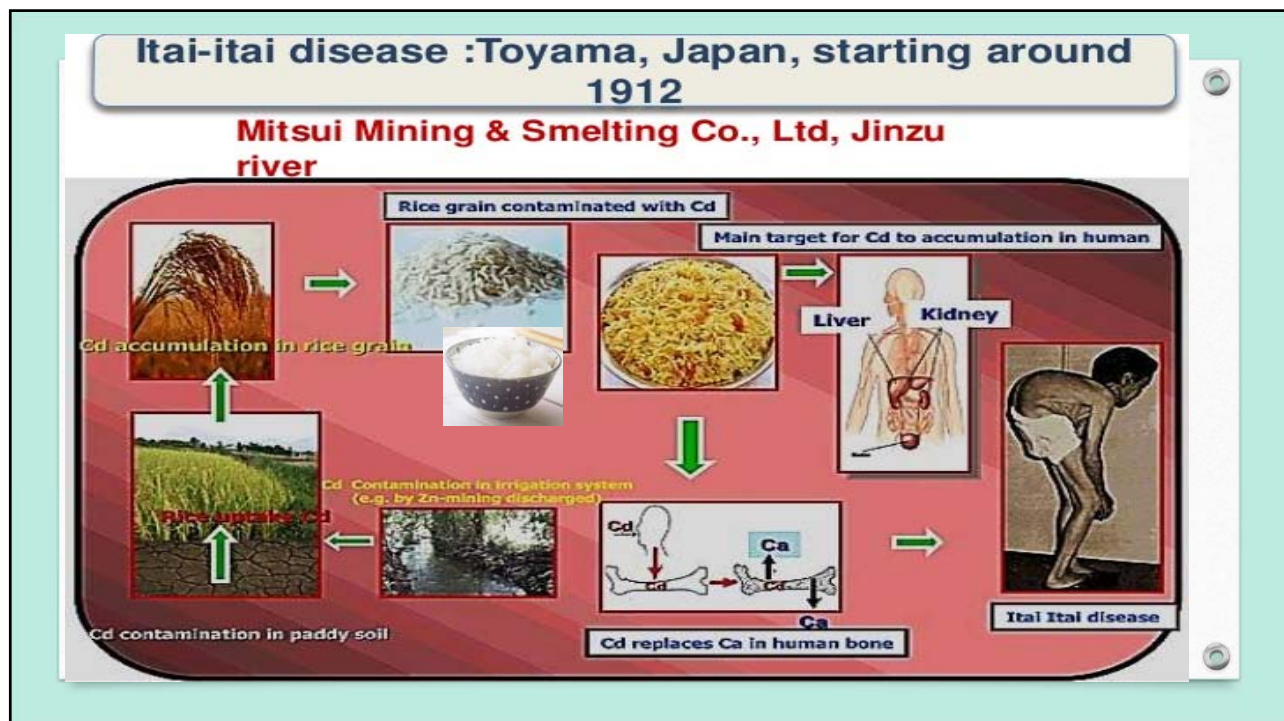 Itai-itai disease :Toyama, Japan, starting around
1912
Mitsui Mining & Smelting Co., Ltd, Jinzu
river
Rice grain contaminated with Cd
Main target for Cd to accumulation in human
Liver
Kidney
Cd accumulation in rice grain
Cd Contamination in irrigation system
(e.g. by Zn-mining discharged)
Rice uptake Cd
Cd
Cd
Ca
Cd
Ca
Cd contamination in paddy soil
Cd replaces Ca in human bone
Itai Itai disease